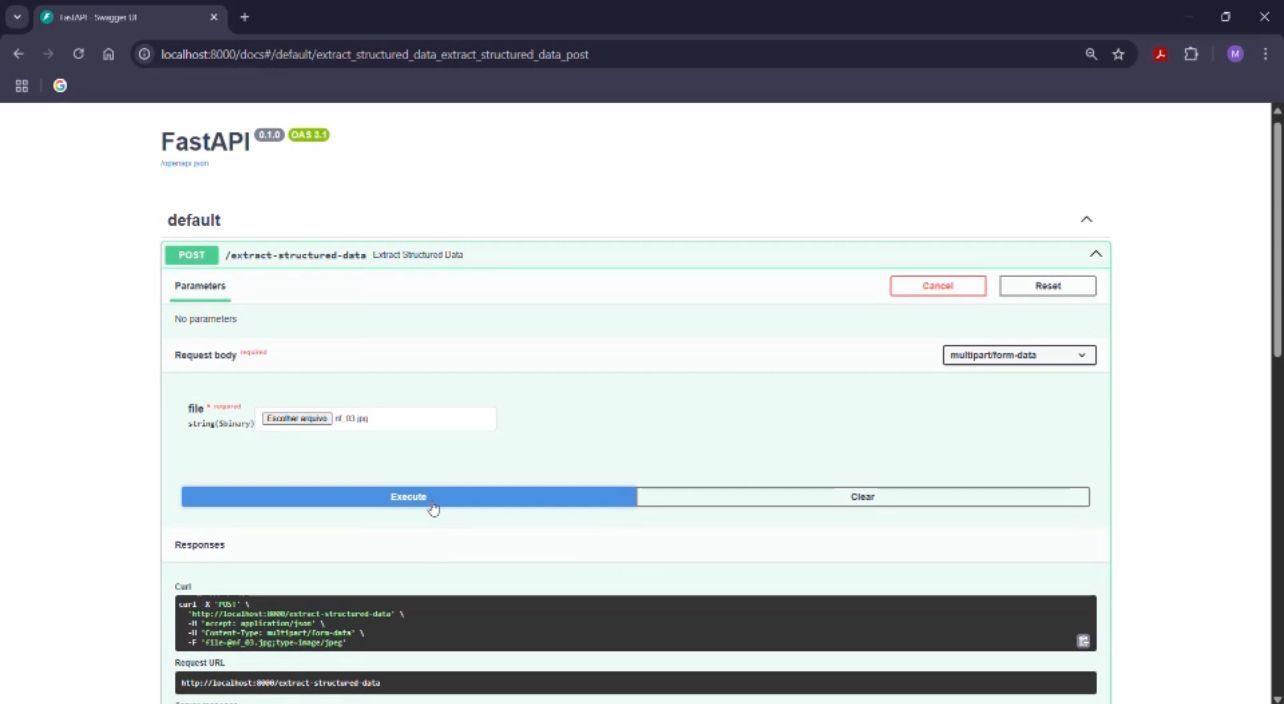 FastAPI - Swagger UI
localhost:8000/docs#/default/extract_structured_data_extract_structured_data_post
M
FastAPI 0.1.0 OAS 3.1
/openapi.json
default
POST /extract-structured-data Extract Structured Data
Parameters
Cancel
Reset
No parameters
Request body required
multipart/form-data
file * required
string($binary)
Escolher arquivo nf_03.jpg
Execute
Clear
Responses
Curl
curl -X 'POST' \
'http://localhost:8000/extract-structured-data' \
-H 'accept: application/json' \
-H 'Content-Type: multipart/form-data' \
-F 'file=@nf_03.jpg;type=image/jpeg'
Request URL
http://localhost:8000/extract-structured-data